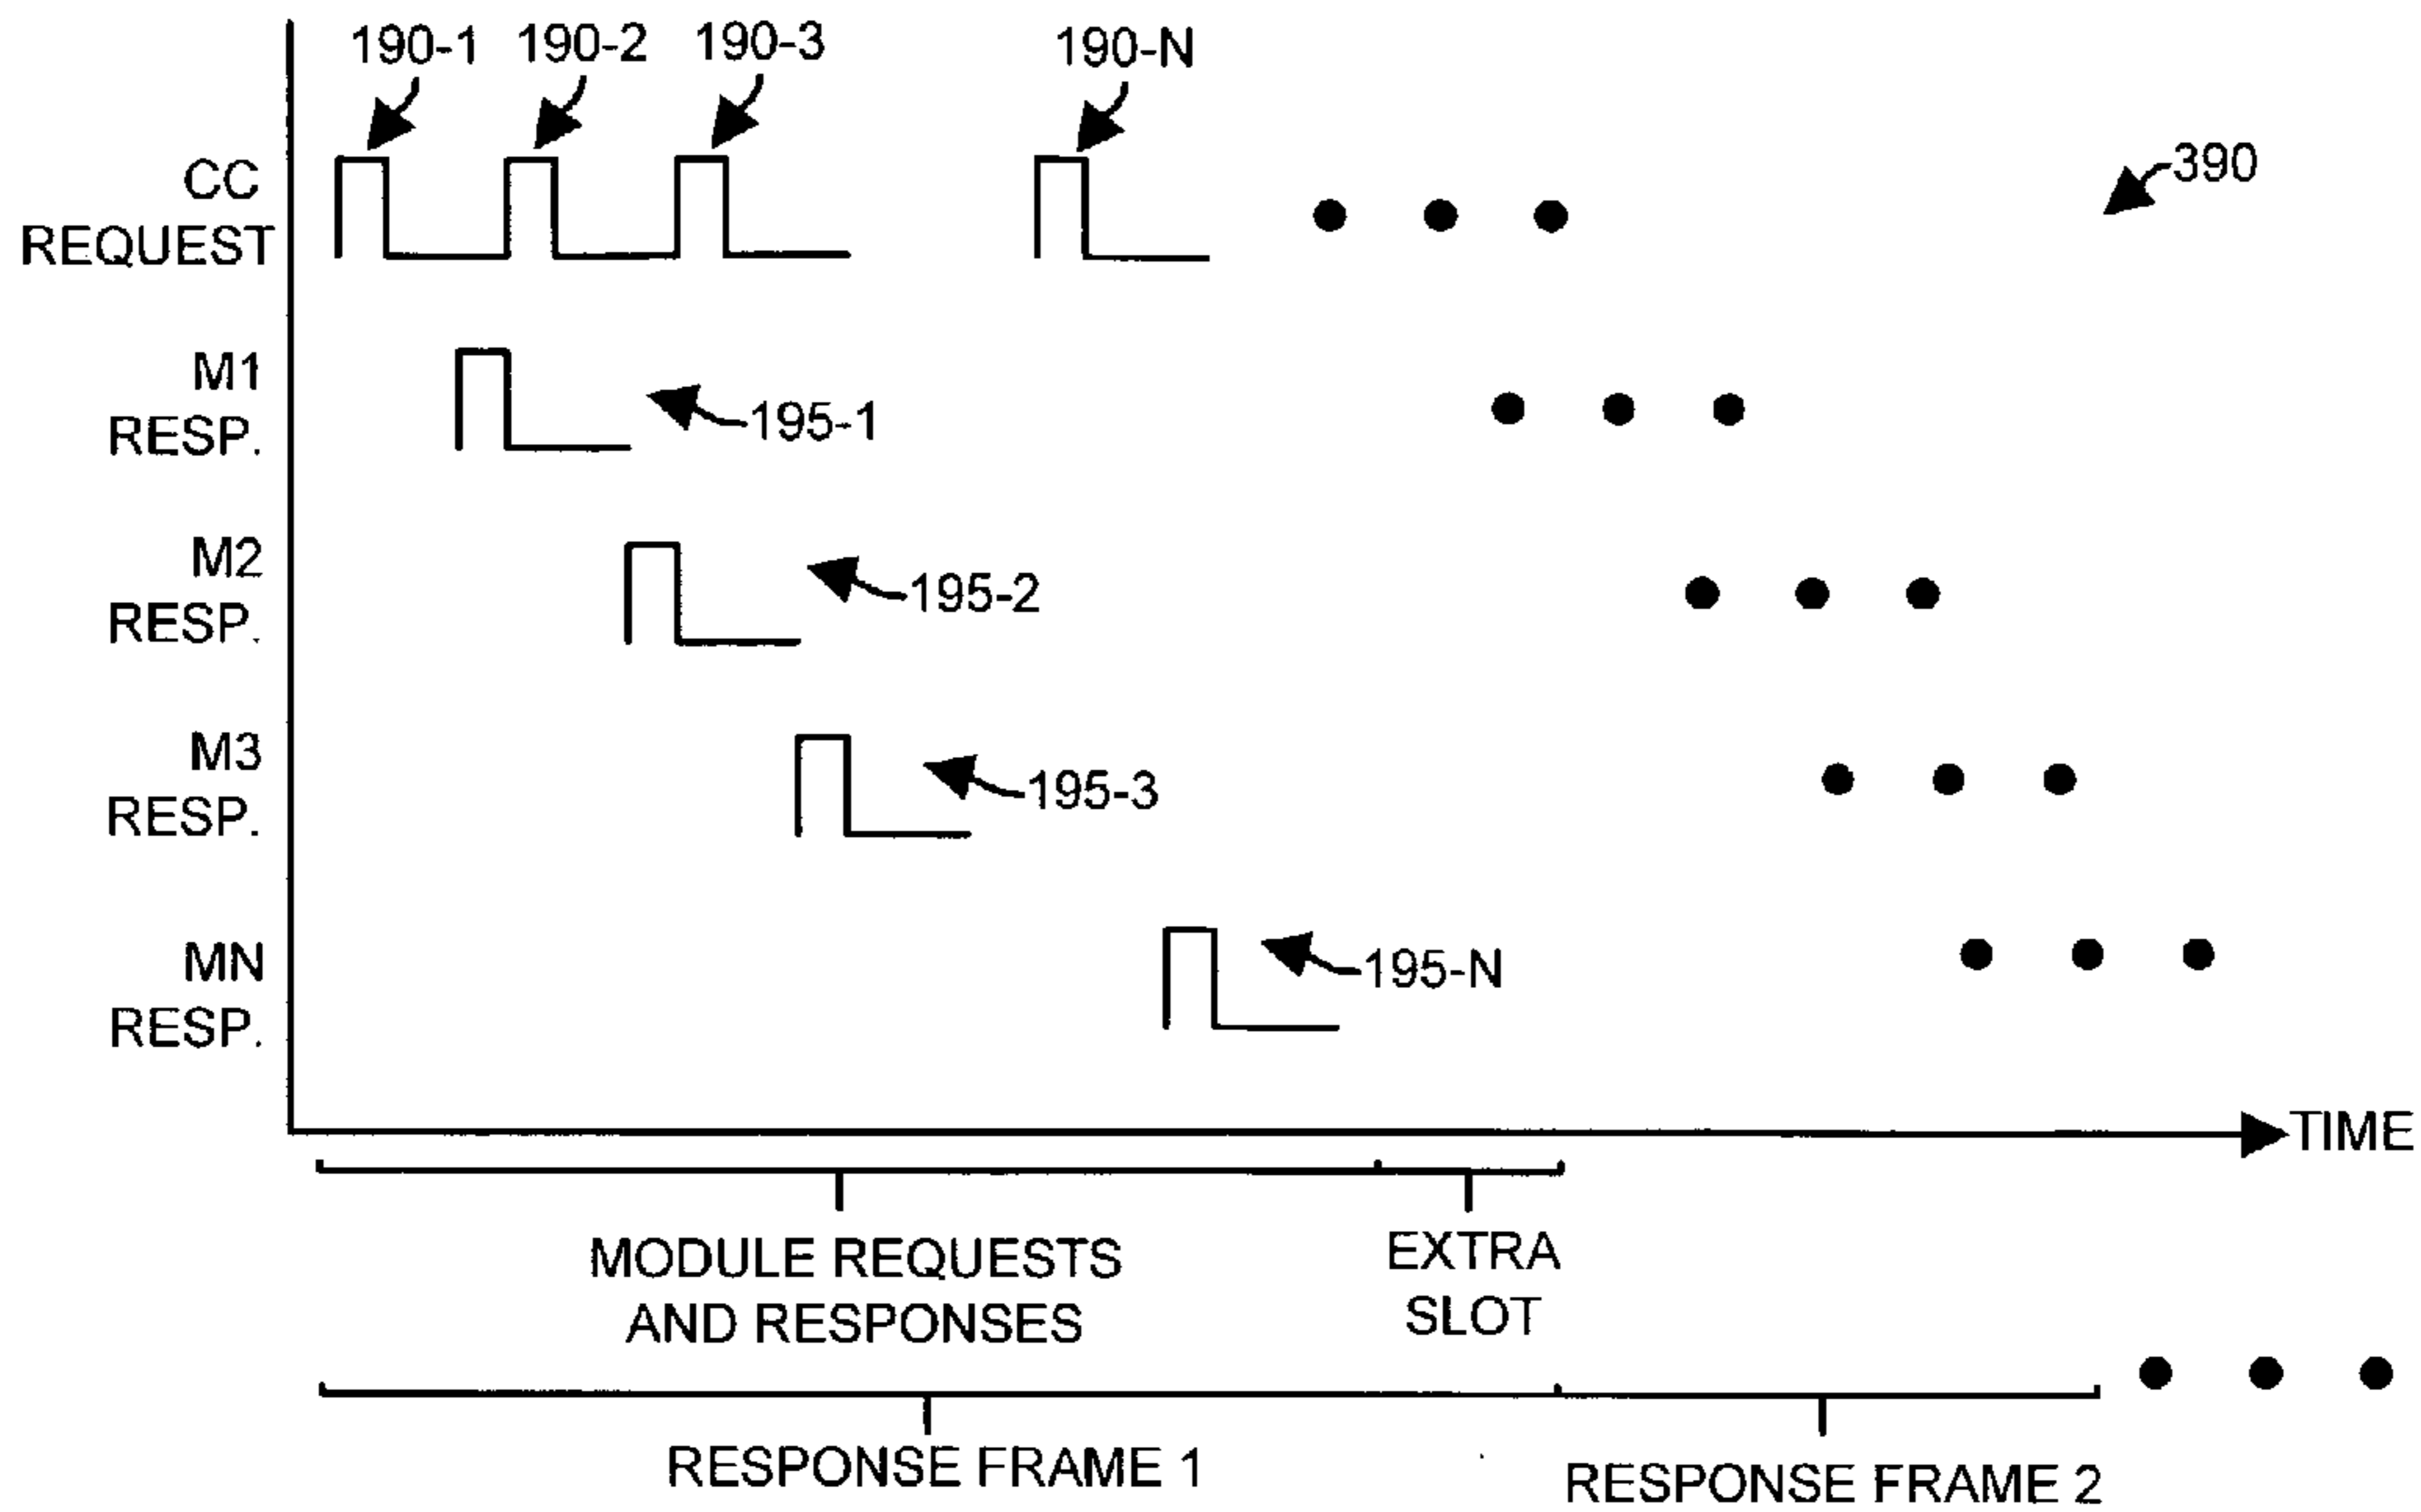 190-1
190-2
190-3
190-N
CC
REQUEST
390
M1
RESP.
195-1
M2
RESP.
195-2
M3
RESP.
195-3
MN
RESP.
195-N
TIME
MODULE REQUESTS
AND RESPONSES
EXTRA
SLOT
RESPONSE FRAME 1
RESPONSE FRAME 2